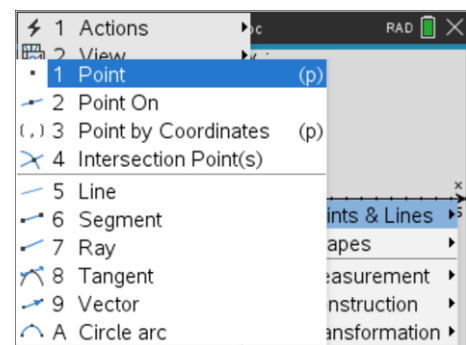 1 Actions
RAD
2 View
1 Point (p)
2 Point On
(,) 3 Point by Coordinates (p)
4 Intersection Point(s)
5 Line
x
6 Segment
ints & Lines
5
7 Ray
apes
8 Tangent
easurement
9 Vector
nstruction
A Circle arc
ansformation